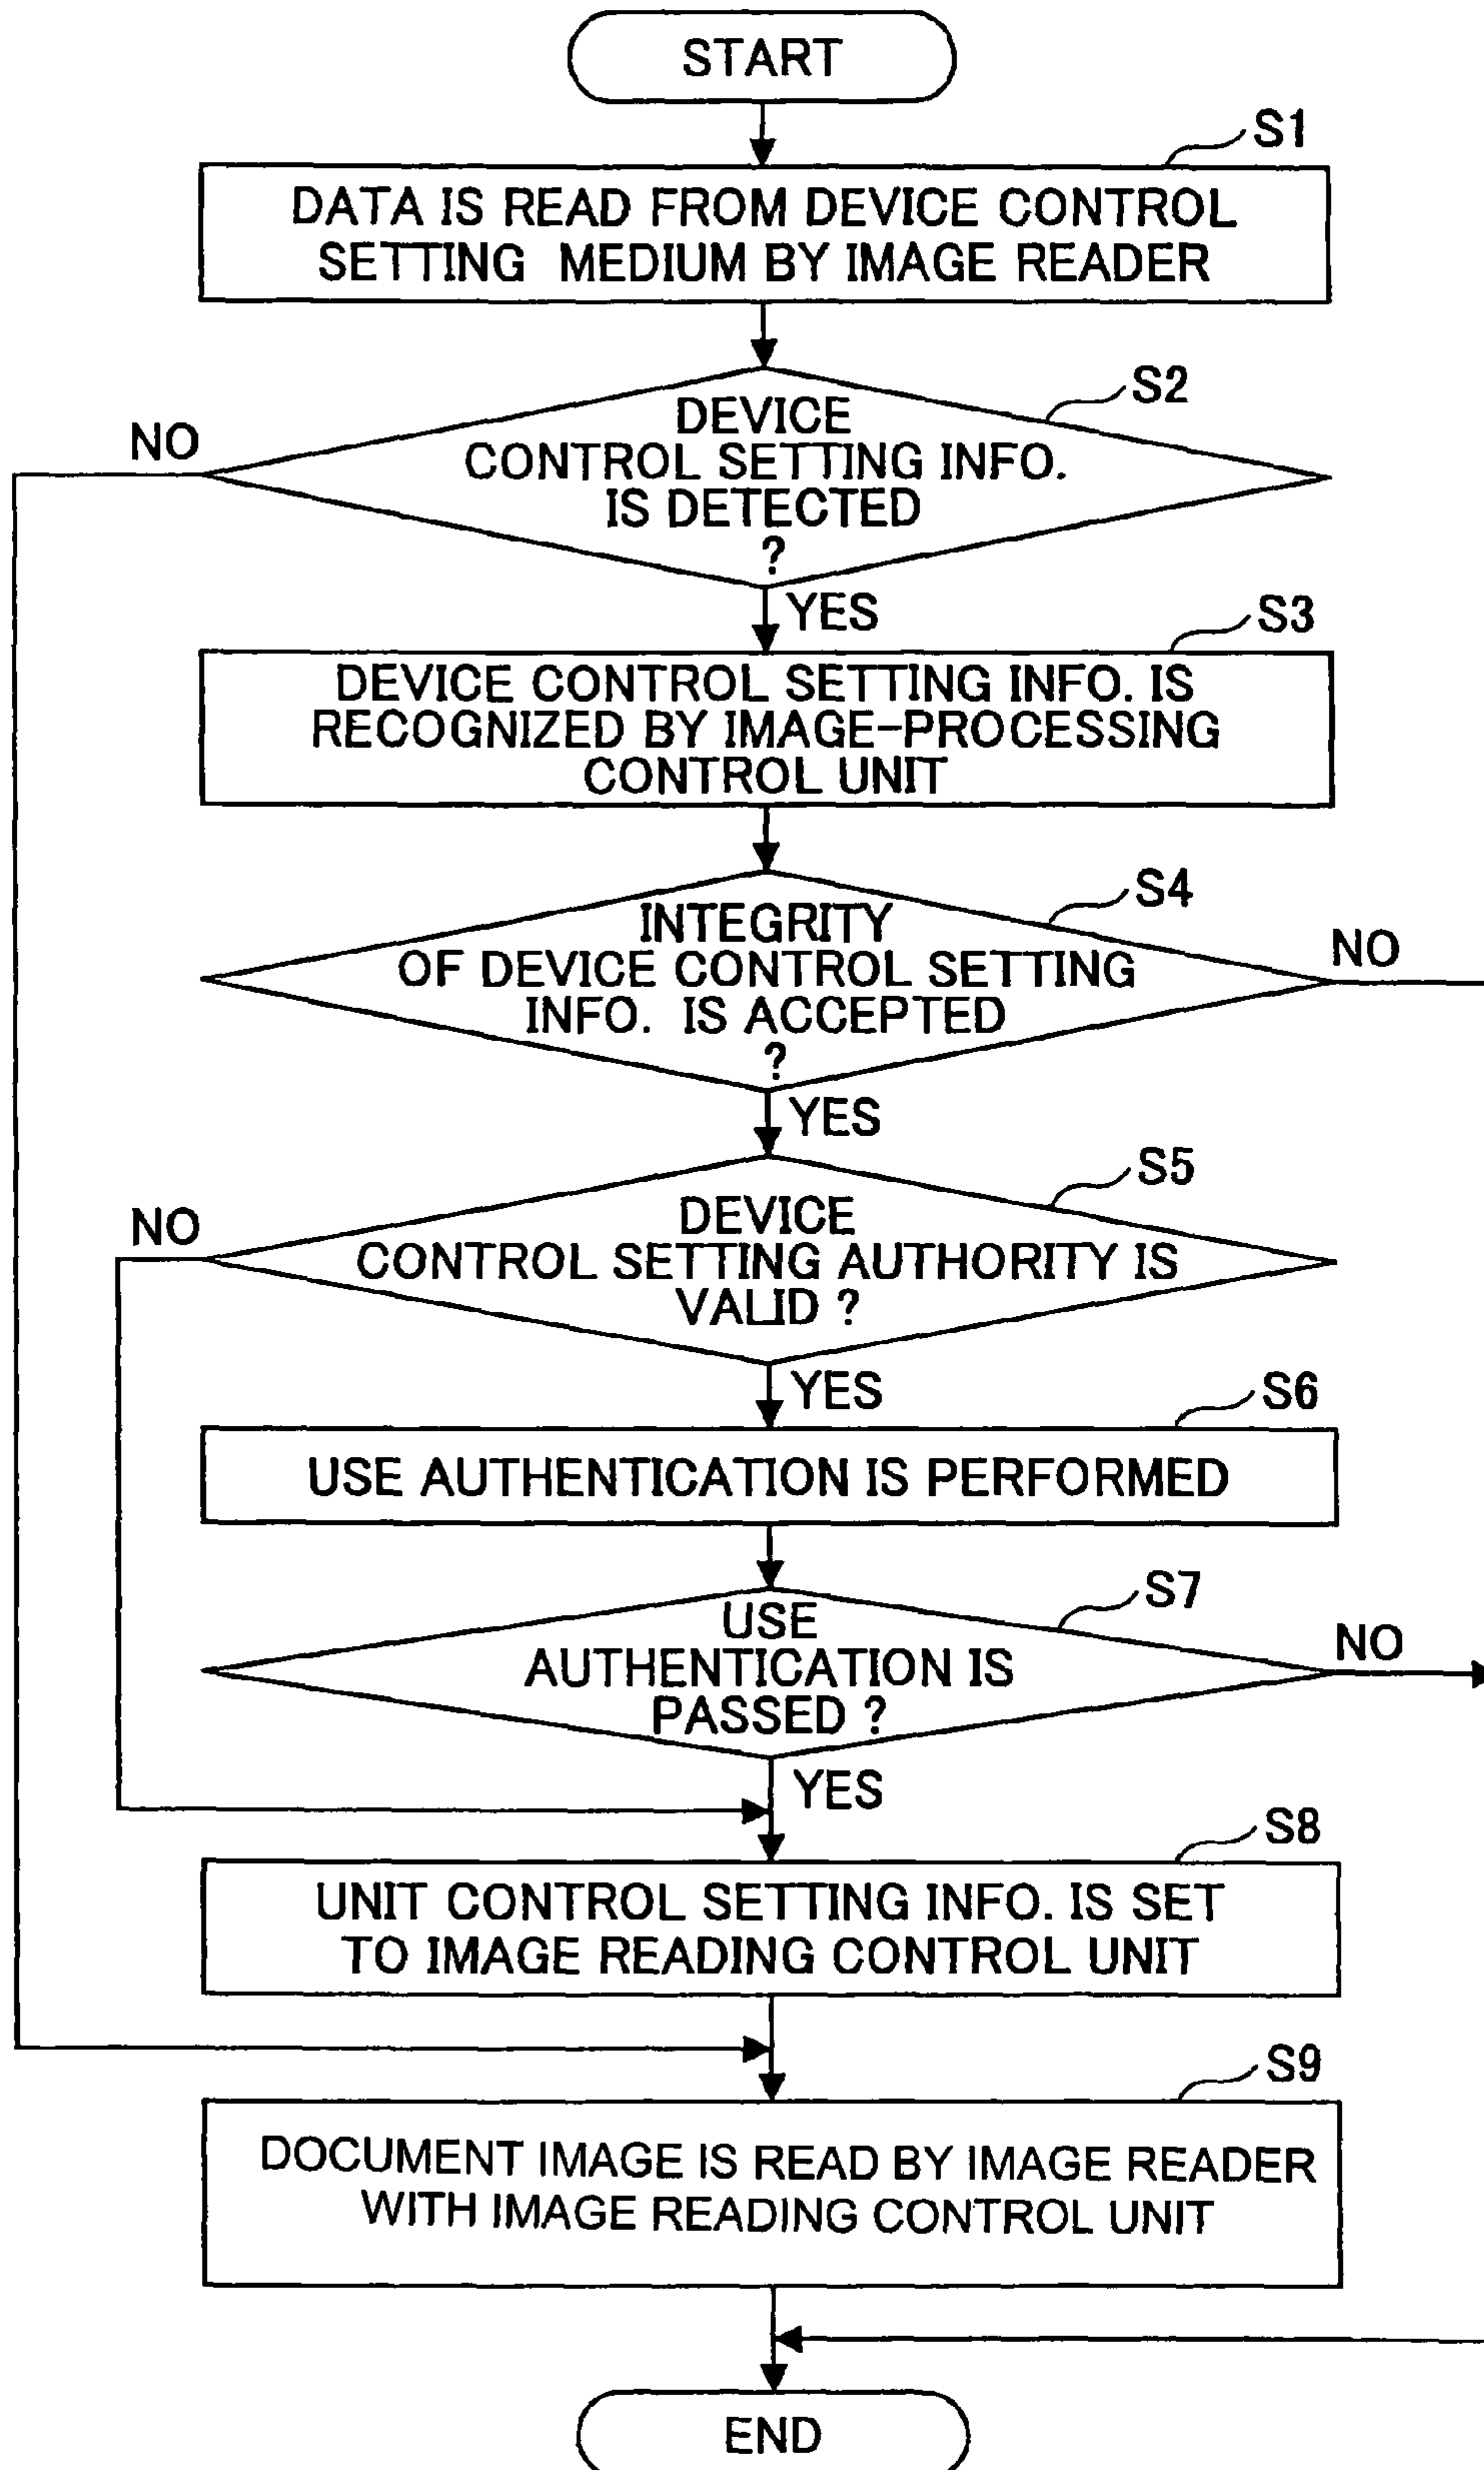 START
S1
DATA IS READ FROM DEVICE CONTROL
SETTING MEDIUM BY IMAGE READER
S2
NO
DEVICE
CONTROL SETTING INFO.
IS DETECTED
?
YES
S3
DEVICE CONTROL SETTING INFO. IS
RECOGNIZED BY IMAGE-PROCESSING
CONTROL UNIT
S4
INTEGRITY
NO
OF DEVICE CONTROL SETTING
INFO. IS ACCEPTED
?
YES
S5
NO
DEVICE
CONTROL SETTING AUTHORITY IS
VALID ?
YES
S6
USE AUTHENTICATION IS PERFORMED
S7
USE
NO
AUTHENTICATION IS
PASSED ?
YES
S8
UNIT CONTROL SETTING INFO. IS SET
TO IMAGE READING CONTROL UNIT
S9
DOCUMENT IMAGE IS READ BY IMAGE READER
WITH IMAGE READING CONTROL UNIT
END